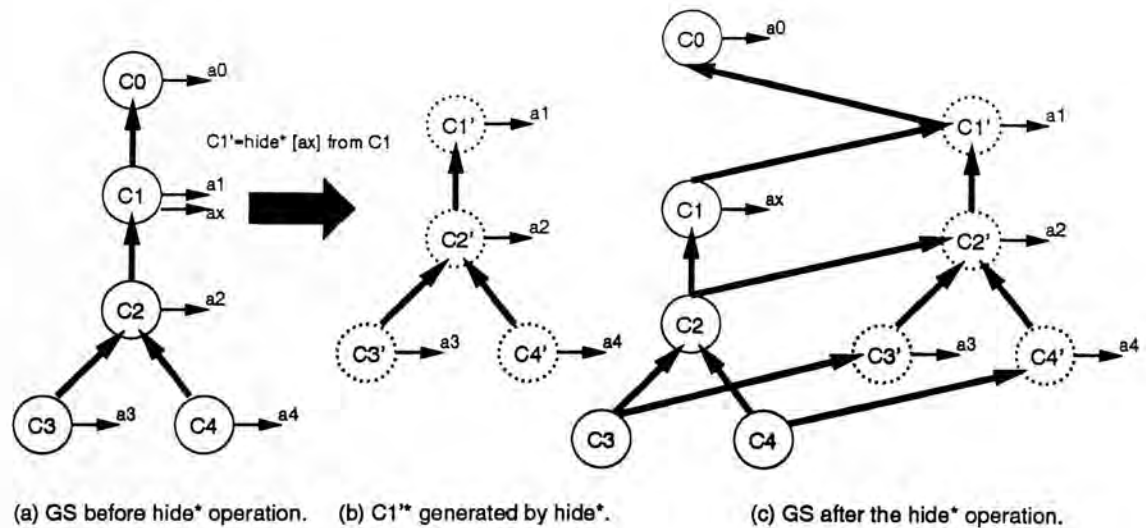 C0
a0
C1'=hide* [ax] from C1
C1
a1
ax
C2
a2
C3
a3
C4
a4
(a) GS before hide* operation.
C1'
a1
C2'
a2
C3'
a3
C4'
a4
(b) C1'* generated by hide*.
C0
a0
C1'
a1
C1
ax
C2'
a2
C2
C3'
a3
C4'
a4
C3
C4
(c) GS after the hide* operation.